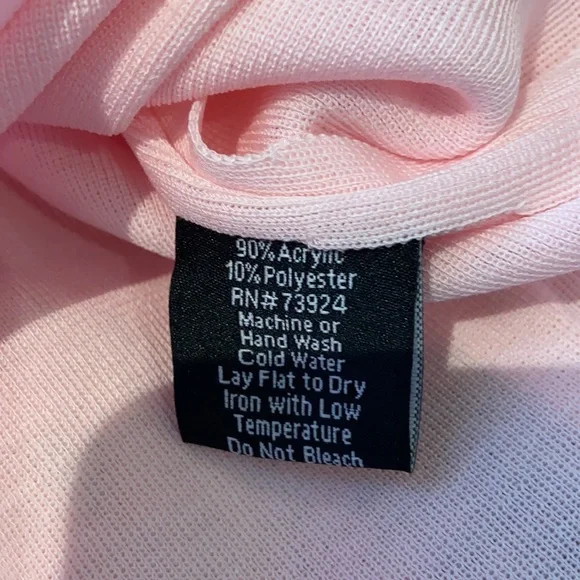 90% Acrylic
10% Polyester
RN# 73924
Machine or
Hand Wash
Cold Water
Lay Flat to Dry
Iron with Low
Temperature
Do Not Bleach